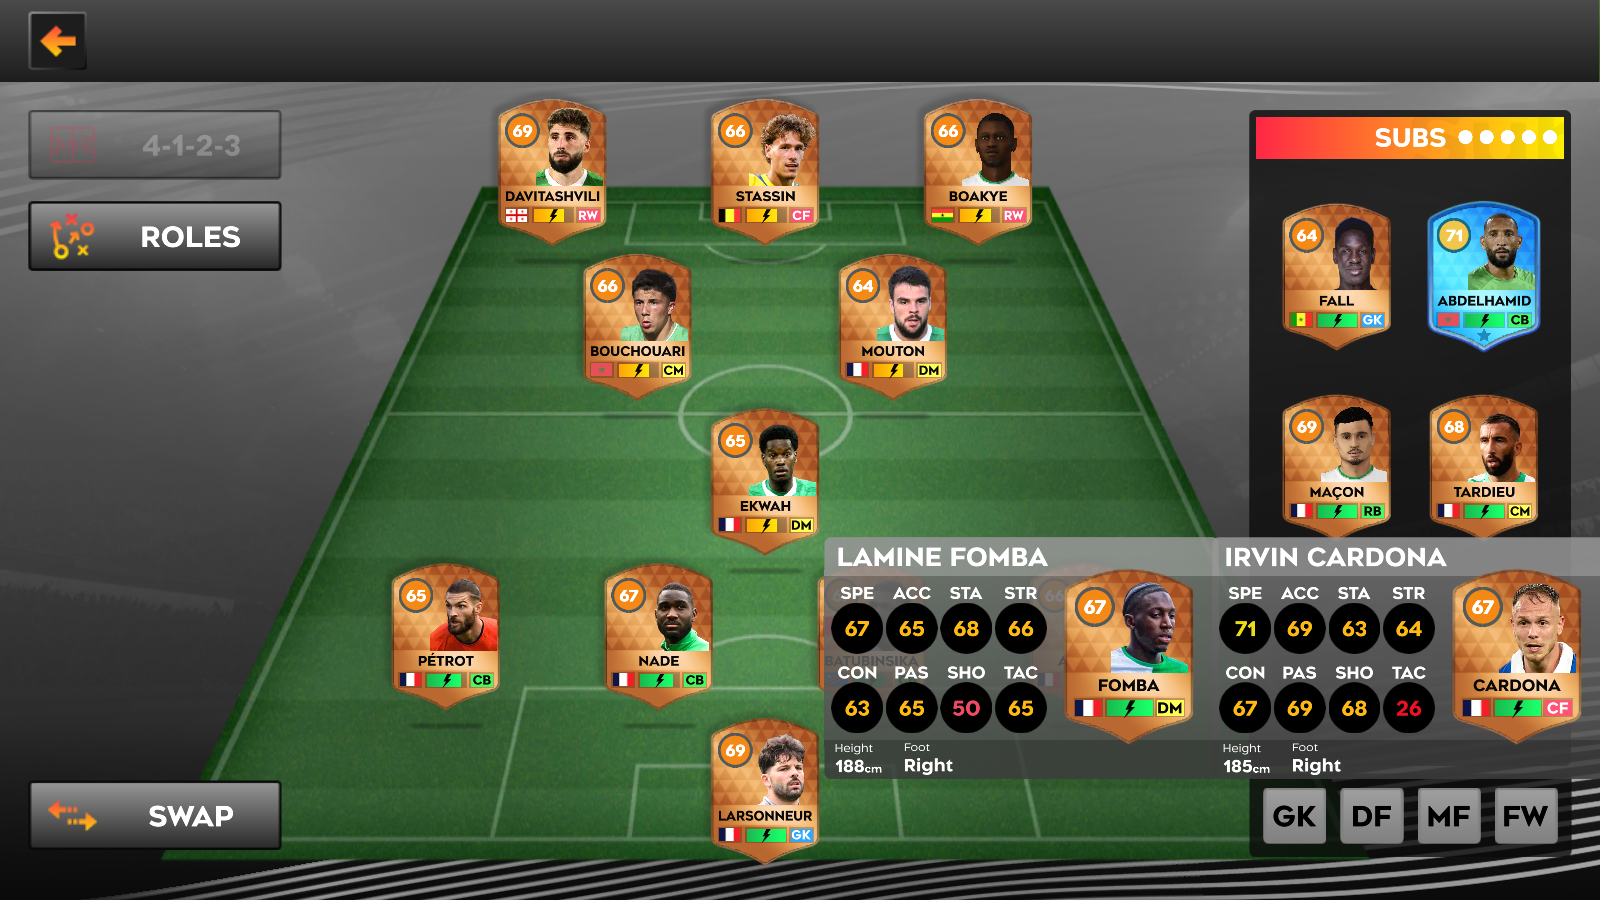 4-1-2-3
ROLES
SWAP
69
DAVITASHVILI
RW
66
STASSIN
CF
66
BOAKYE
RW
66
BOUCHOUARI
CM
64
MOUTON
DM
65
EKWAH
DM
65
PÉTROT
CB
67
NADE
CB
BATUBINSIKA
66
69
LARSONNEUR
GK
SUBS
64
FALL
GK
71
ABDELHAMID
CB
69
MAÇON
RB
68
TARDIEU
CM
LAMINE FOMBA
SPE ACC STA STR
67 65 68 66
CON PAS SHO TAC
63 65 50 65
Height Foot
188cm Right
67
FOMBA
DM
IRVIN CARDONA
SPE ACC STA STR
71 69 63 64
CON PAS SHO TAC
67 69 68 26
Height Foot
185cm Right
67
CARDONA
CF
GK DF MF FW